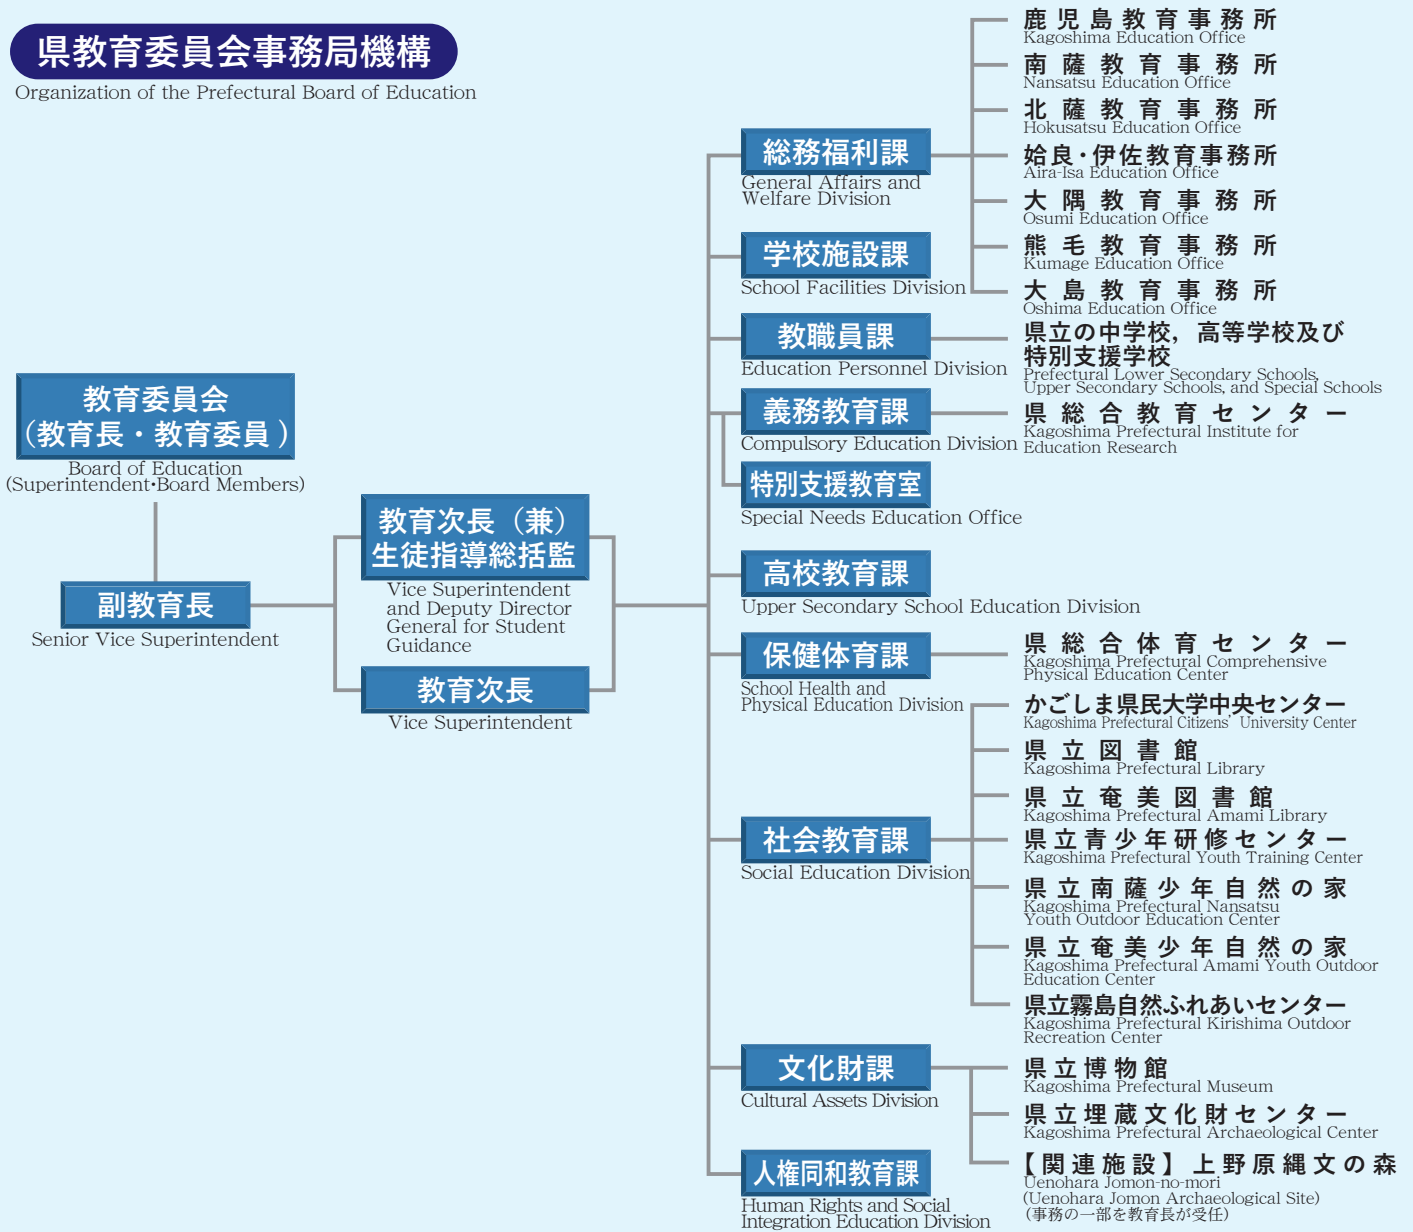 県教育委員会事務局機構
Organization of the Prefectural Board of Education
教育委員会
（教育長・教育委員）
Board of Education
(Superintendent･Board Members)
副教育長
Senior Vice Superintendent
教育次長（兼）
生徒指導総括監
Vice Superintendent
and Deputy Director
General for Student
Guidance
教育次長
Vice Superintendent
総務福利課
General Affairs and
Welfare Division
鹿児島教育事務所
Kagoshima Education Office
南薩教育事務所
Nansatsu Education Office
北薩教育事務所
Hokusatsu Education Office
姶良・伊佐教育事務所
Aira-Isa Education Office
大隅教育事務所
Osumi Education Office
熊毛教育事務所
Kumage Education Office
大島教育事務所
Oshima Education Office
学校施設課
School Facilities Division
教職員課
Education Personnel Division
県立の中学校，高等学校及び
特別支援学校
Prefectural Lower Secondary Schools,
Upper Secondary Schools, and Special Schools
義務教育課
Compulsory Education Division
県総合教育センター
Kagoshima Prefectural Institute for
Education Research
特別支援教育室
Special Needs Education Office
高校教育課
Upper Secondary School Education Division
保健体育課
School Health and
Physical Education Division
県総合体育センター
Kagoshima Prefectural Comprehensive
Physical Education Center
社会教育課
Social Education Division
かごしま県民大学中央センター
Kagoshima Prefectural Citizens' University Center
県立図書館
Kagoshima Prefectural Library
県立奄美図書館
Kagoshima Prefectural Amami Library
県立青少年研修センター
Kagoshima Prefectural Youth Training Center
県立南薩少年自然の家
Kagoshima Prefectural Nansatsu
Youth Outdoor Education Center
県立奄美少年自然の家
Kagoshima Prefectural Amami Youth Outdoor
Education Center
県立霧島自然ふれあいセンター
Kagoshima Prefectural Kirishima Outdoor
Recreation Center
文化財課
Cultural Assets Division
県立博物館
Kagoshima Prefectural Museum
県立埋蔵文化財センター
Kagoshima Prefectural Archaeological Center
【関連施設】上野原縄文の森
Uenohara Jomon-no-mori
(Uenohara Jomon Archaeological Site)
（事務の一部を教育長が受任）
人権同和教育課
Human Rights and Social
Integration Education Division